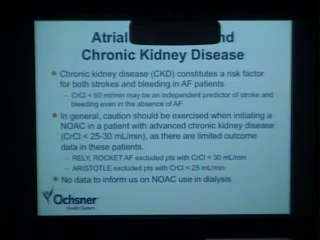 Atrial nd
Chronic Kidney Disease
Chronic kidney disease (CKD) constitutes a risk factor
for both strokes and bleeding in AF patients
– CrCl < 60 ml/min may be an independent predictor of stroke and
bleeding even in the absence of AF
In general, caution should be exercised when initiating a
NOAC in a patient with advanced chronic kidney disease
(CrCl < 25-30 mL/min), as there are limited outcome
data in these patients.
– RELY, ROCKET AF excluded pts with CrCl < 30 mL/min
– ARISTOTLE excluded pts with CrCl < 25 mL/min
No data to inform us on NOAC use in dialysis
Ochsner
Health System